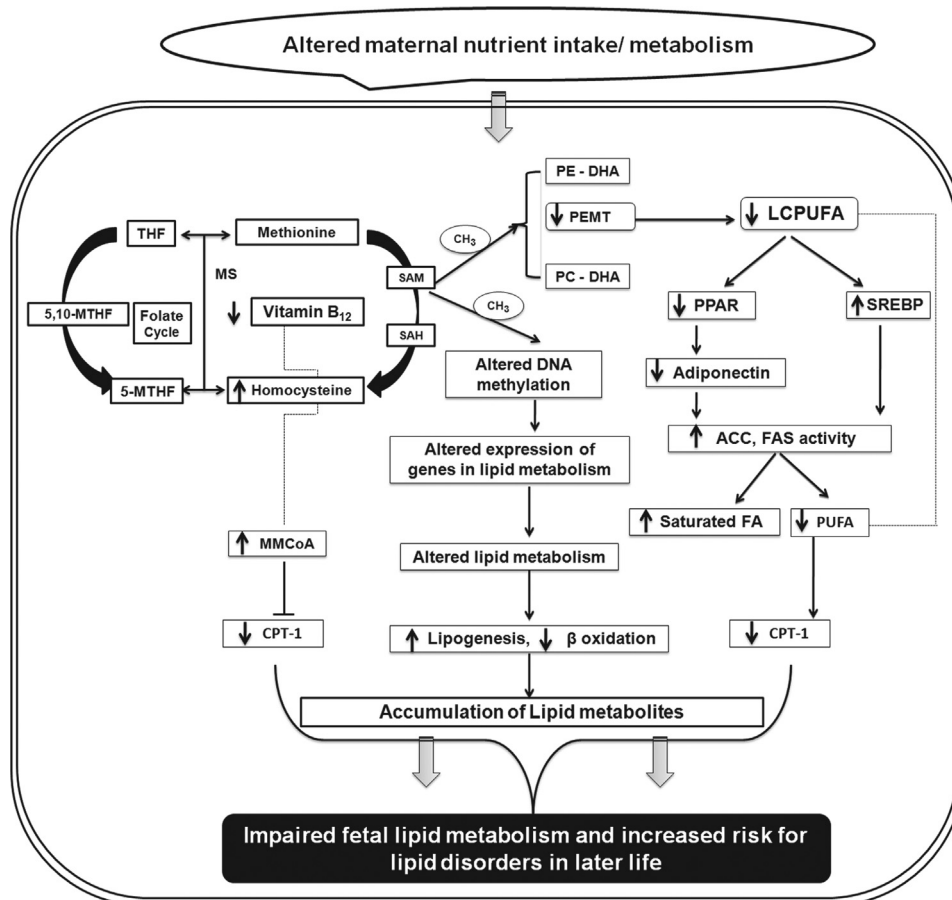 Altered maternal nutrient intake/ metabolism
PE - DHA
↓ PEMT
PC - DHA
↓ LCPUFA
THF
Methionine
CH₃
MS
SAM
5,10-MTHF
Folate
Cycle
↓ Vitamin B₁₂
CH₃
SAH
5-MTHF
↑ Homocysteine
↓ PPAR
↑ SREBP
Altered DNA
methylation
↓ Adiponectin
Altered expression of
genes in lipid metabolism
↑ ACC, FAS activity
↑ Saturated FA
↓ PUFA
↑ MMCoA
Altered lipid metabolism
↓ CPT-1
↑ Lipogenesis, ↓ β oxidation
↓ CPT-1
Accumulation of Lipid metabolites
Impaired fetal lipid metabolism and increased risk for
lipid disorders in later life